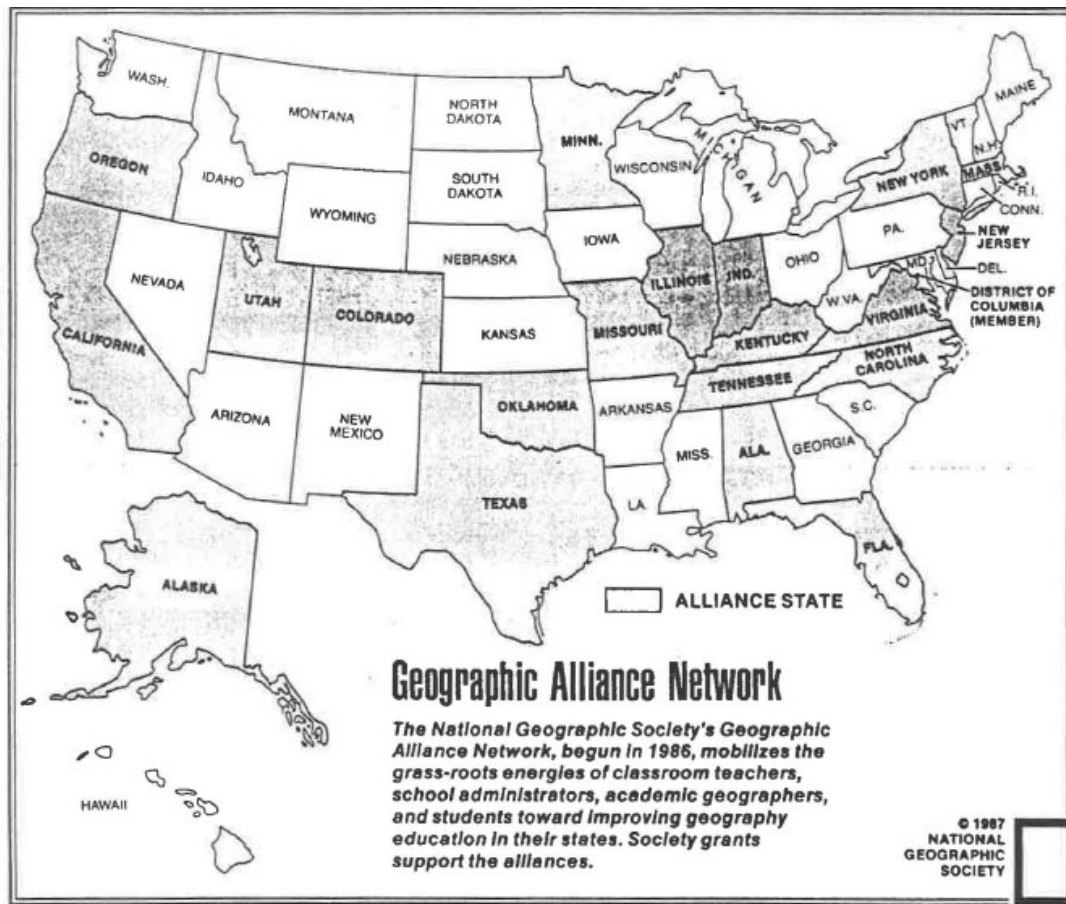 WASH.
MONTANA
NORTH
DAKOTA
MINN.
MAINE
VT.
N.H.
OREGON
IDAHO
SOUTH
DAKOTA
WISCONSIN
MICHIGAN
NEW YORK
MASS.
R.I.
CONN.
WYOMING
IOWA
PA.
NEW
JERSEY
NEVADA
NEBRASKA
ILLINOIS
IND.
OHIO
MD.
DEL.
UTAH
COLORADO
W.VA.
DISTRICT OF
COLUMBIA
(MEMBER)
CALIFORNIA
KANSAS
MISSOURI
KENTUCKY
VIRGINIA
NORTH
CAROLINA
TENNESSEE
ARIZONA
NEW
MEXICO
OKLAHOMA
ARKANSAS
S.C.
MISS.
ALA.
GEORGIA
TEXAS
LA.
FLA.
ALASKA
ALLIANCE STATE
HAWAII
Geographic Alliance Network
The National Geographic Society's Geographic
Alliance Network, begun in 1986, mobilizes the
grass-roots energies of classroom teachers,
school administrators, academic geographers,
and students toward improving geography
education in their states. Society grants
support the alliances.
© 1987
NATIONAL
GEOGRAPHIC
SOCIETY